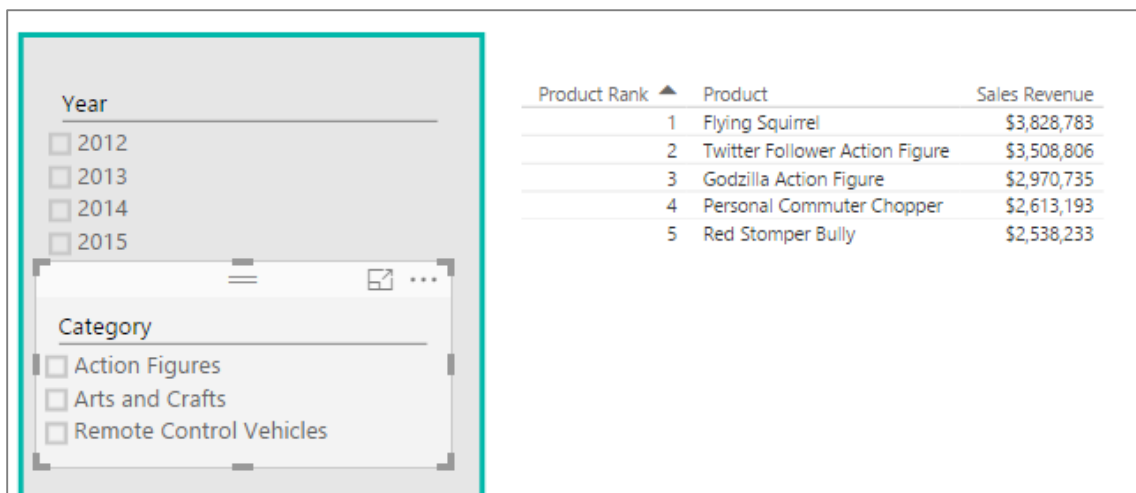 Year
2012
2013
2014
2015
Category
Action Figures
Arts and Crafts
Remote Control Vehicles
Product Rank Product Sales Revenue
1 Flying Squirrel $3,828,783
2 Twitter Follower Action Figure $3,508,806
3 Godzilla Action Figure $2,970,735
4 Personal Commuter Chopper $2,613,193
5 Red Stomper Bully $2,538,233